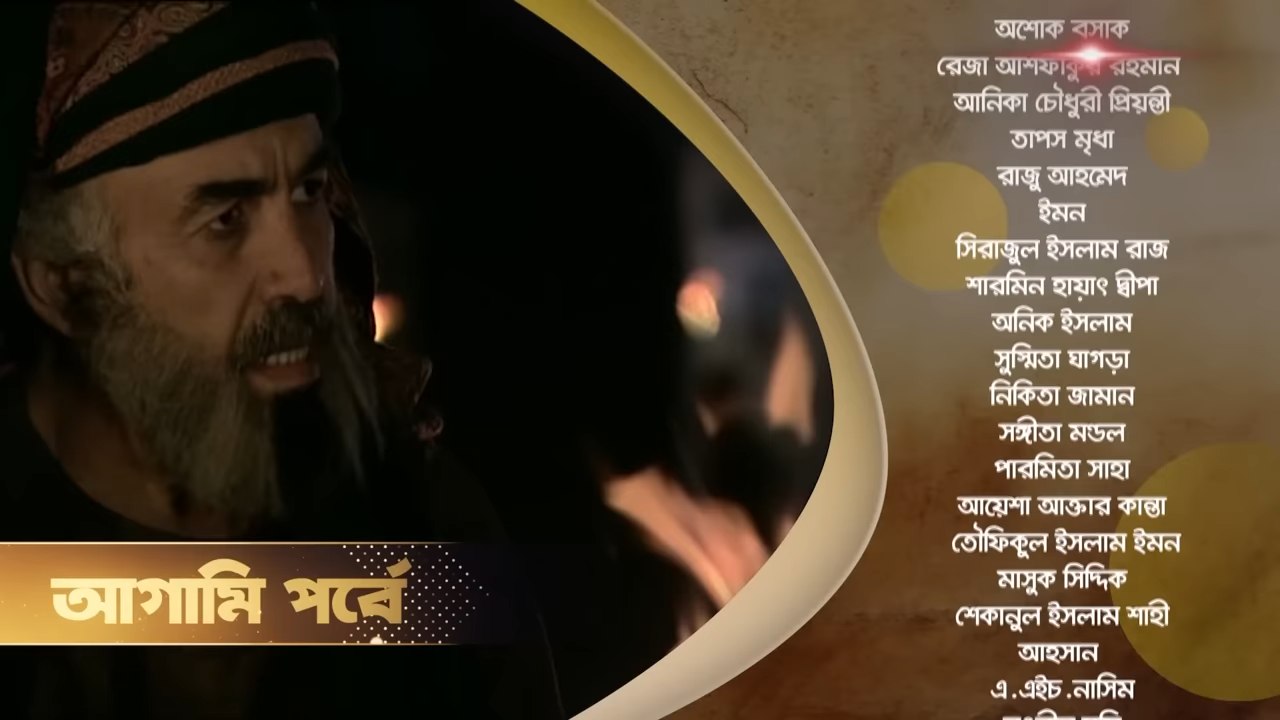 অশোক বসাক
রেজা আশফাকুর রহমান
আনিকা চৌধুরী প্রিয়ন্তী
তাপস মৃধা
রাজু আহমেদ
ইমন
সিরাজুল ইসলাম রাজ
শারমিন হায়াৎ দ্বীপা
অনিক ইসলাম
সুস্মিতা ঘাগড়া
নিকিতা জামান
সঙ্গীতা মন্ডল
পারমিতা সাহা
আয়েশা আক্তার কান্তা
তৌফিকুল ইসলাম ইমন
মাসুক সিদ্দিক
শেকানুল ইসলাম শাহী
আহসান
এ.এইচ.নাসিম
আগামি পর্বে